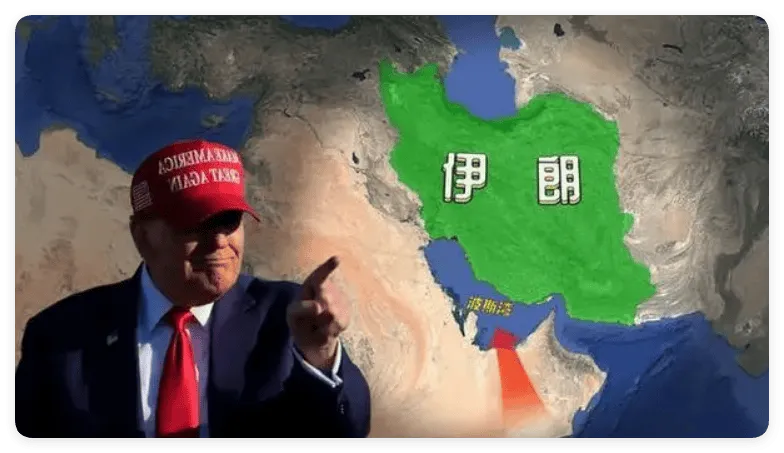 MAKE AMERICA
GREAT AGAIN
伊朗
波斯湾